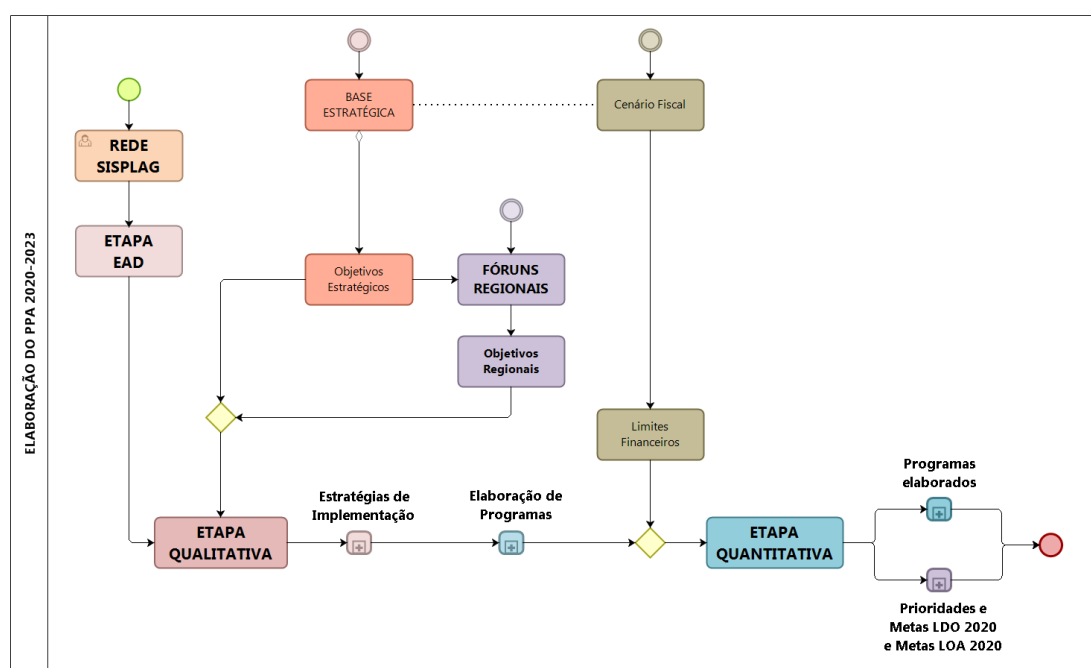 ELABORAÇÃO DO PPA 2020-2023
BASE
ESTRATÉGICA
Cenário Fiscal
REDE
SISPLAG
ETAPA
EAD
Objetivos
Estratégicos
FÓRUNS
REGIONAIS
Objetivos
Regionais
Limites
Financeiros
Estratégias de
Implementação
Elaboração de
Programas
Programas
elaborados
ETAPA
QUALITATIVA
ETAPA
QUANTITATIVA
Prioridades e
Metas LDO 2020
e Metas LOA 2020